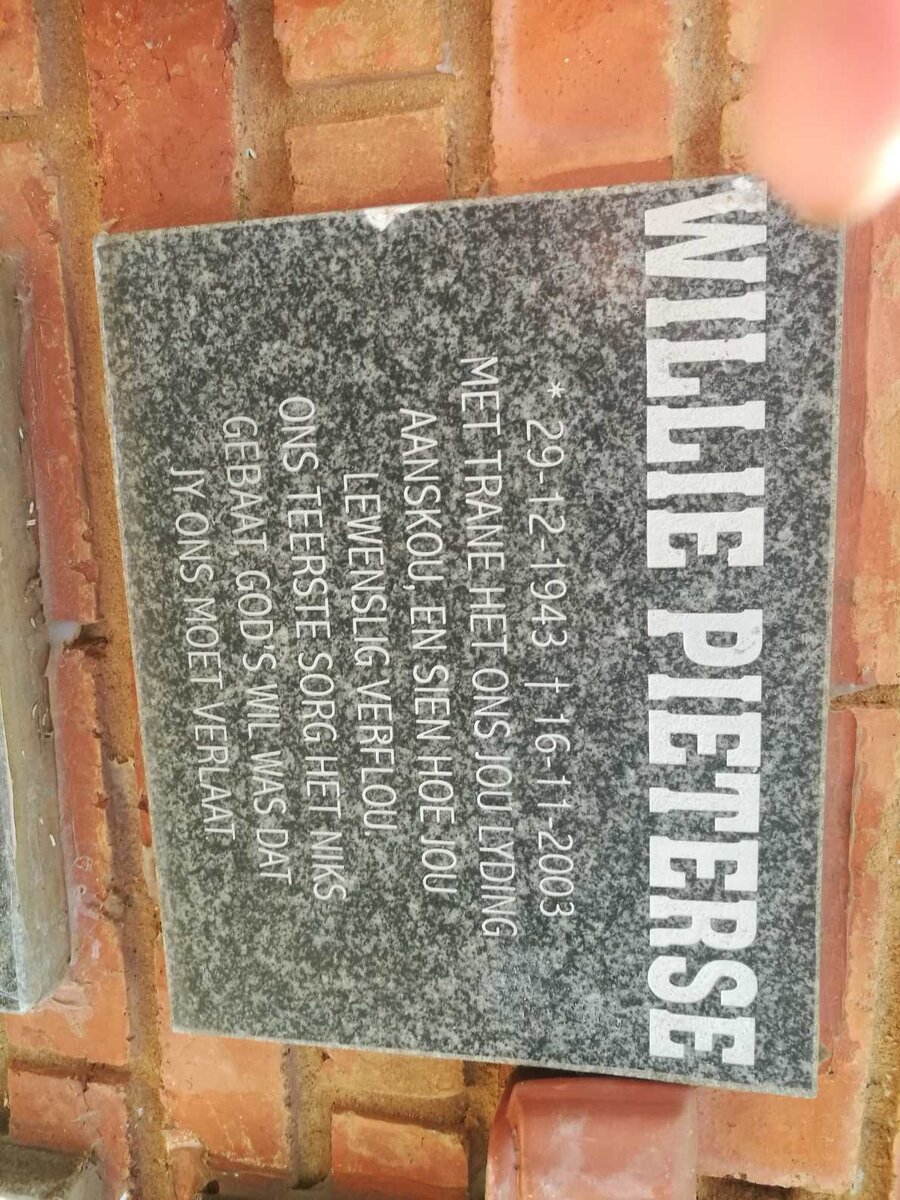 WILLIE PIETERSE
* 29-12-1943 † 16-11-2003
MET TRANE HET ONS JOU LYDING
AANSKOU, EN SIEN HOE JOU
LEWENSLIG VERFLOU.
ONS TEERSTE SORG HET NIKS
GEBAAT, GOD'S WIL WAS DAT
JY ONS MOET VERLAAT